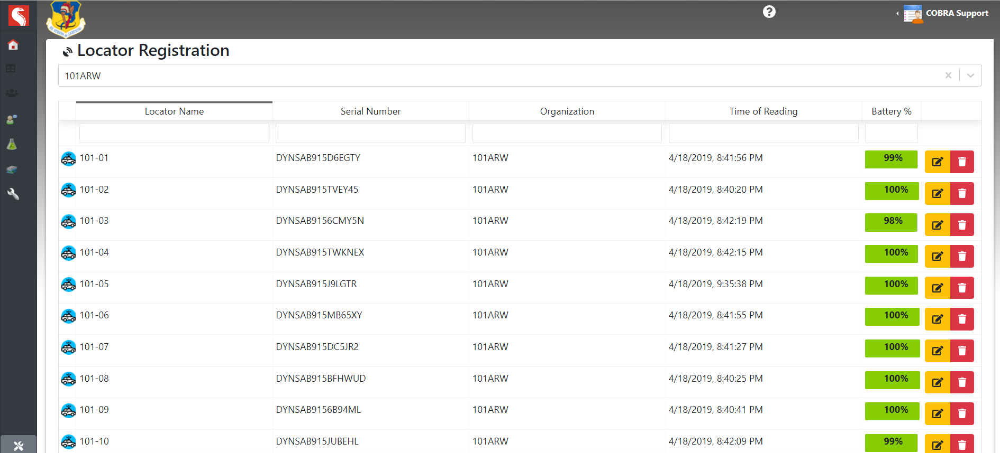 COBRA Support
Locator Registration
101ARW
Locator Name Serial Number Organization Time of Reading Battery %
101-01 DYNSAB915D6EGTY 101ARW 4/18/2019, 8:41:56 PM 99%
101-02 DYNSAB915TVEY45 101ARW 4/18/2019, 8:40:20 PM 100%
101-03 DYNSAB9156CMY5N 101ARW 4/18/2019, 8:42:19 PM 98%
101-04 DYNSAB915TWKNEX 101ARW 4/18/2019, 8:42:15 PM 100%
101-05 DYNSAB915J9LGTR 101ARW 4/18/2019, 9:35:38 PM 100%
101-06 DYNSAB915MB65XY 101ARW 4/18/2019, 8:41:55 PM 100%
101-07 DYNSAB915DC5JR2 101ARW 4/18/2019, 8:41:27 PM 100%
101-08 DYNSAB915BFHWUD 101ARW 4/18/2019, 8:40:25 PM 100%
101-09 DYNSAB9156B94ML 101ARW 4/18/2019, 8:40:41 PM 100%
101-10 DYNSAB915JUBEHL 101ARW 4/18/2019, 8:42:09 PM 99%